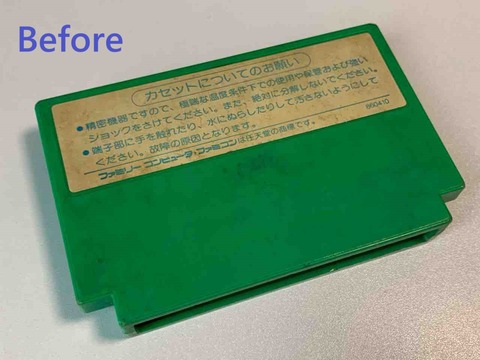 Before
カセットについてのお願い
●精密機器ですので、極端な温度条件下での使用や保管および強い
ショックをさけてください。また、絶対に分解しないでください。
●端子部に手を触れたり、水にぬらしたりして汚さないようにして
ください。故障の原因となります。
ファミリーコンピュータ・ファミコンは任天堂の商標です。
890410